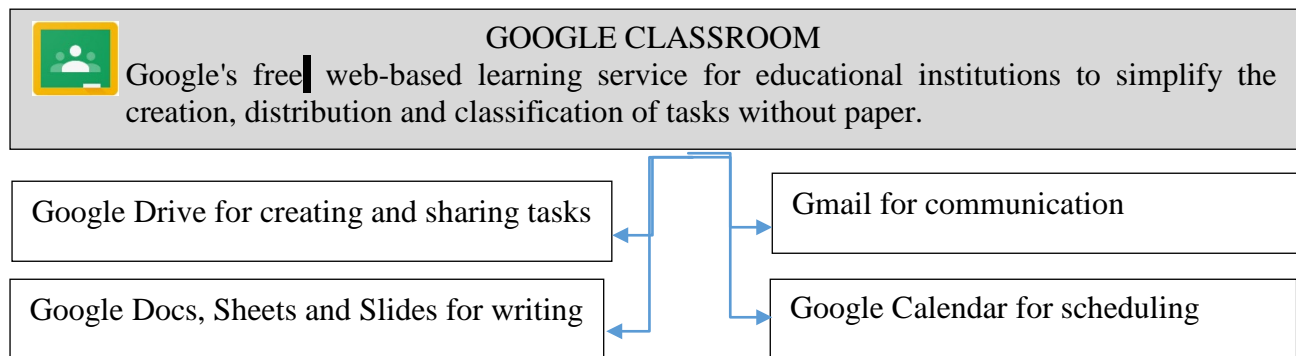 GOOGLE CLASSROOM
Google's free web-based learning service for educational institutions to simplify the
creation, distribution and classification of tasks without paper.
Google Drive for creating and sharing tasks
Gmail for communication
Google Docs, Sheets and Slides for writing
Google Calendar for scheduling